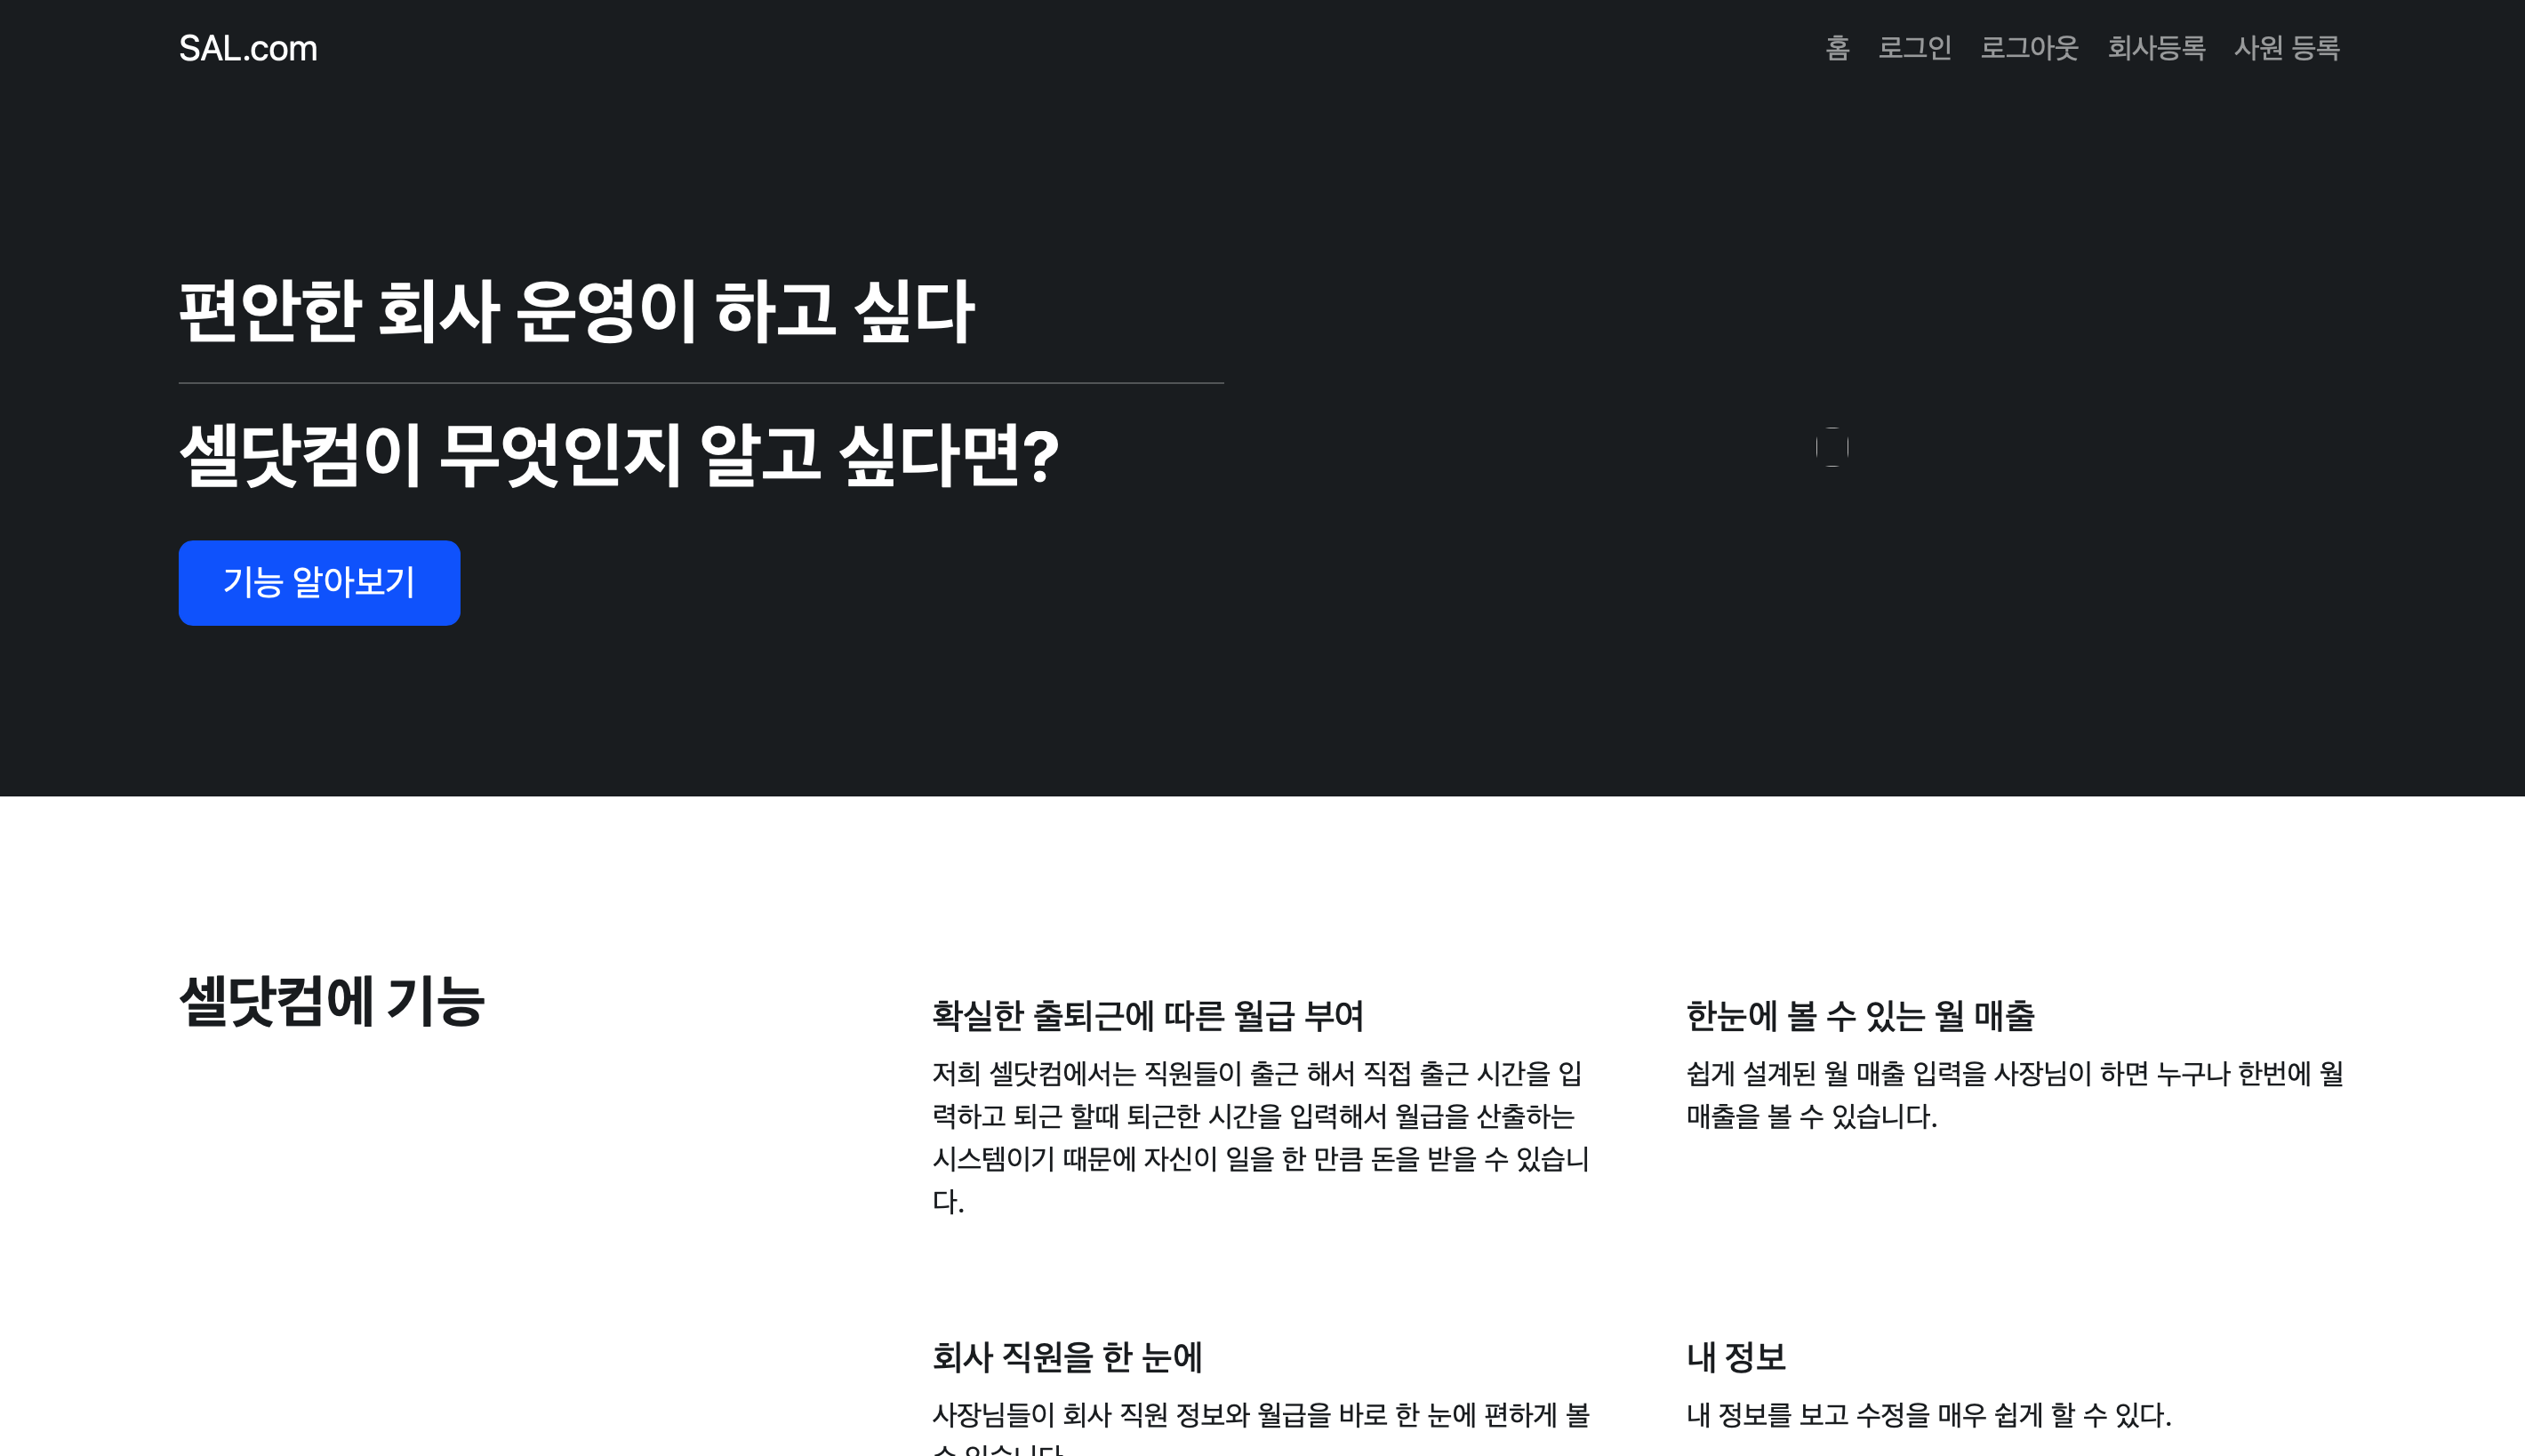 SAL.com
홈 로그인 로그아웃 회사등록 사원 등록
편안한 회사 운영이 하고 싶다
셀닷컴이 무엇인지 알고 싶다면?
기능 알아보기
셀닷컴에 기능
확실한 출퇴근에 따른 월급 부여
저희 셀닷컴에서는 직원들이 출근 해서 직접 출근 시간을 입
력하고 퇴근 할때 퇴근한 시간을 입력해서 월급을 산출하는
시스템이기 때문에 자신이 일을 한 만큼 돈을 받을 수 있습니
다.
한눈에 볼 수 있는 월 매출
쉽게 설계된 월 매출 입력을 사장님이 하면 누구나 한번에 월
매출을 볼 수 있습니다.
회사 직원을 한 눈에
사장님들이 회사 직원 정보와 월급을 바로 한 눈에 편하게 볼
수 있습니다
내 정보
내 정보를 보고 수정을 매우 쉽게 할 수 있다.